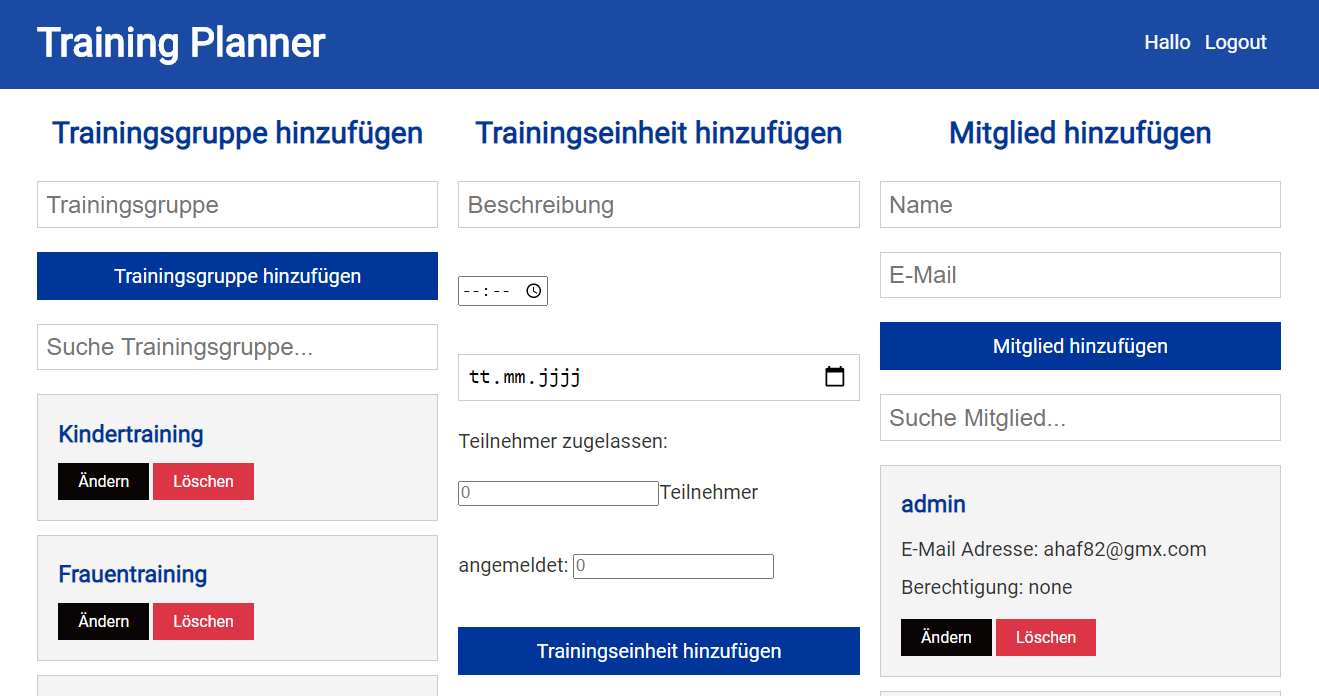 Training Planner
Hallo Logout
Trainingsgruppe hinzufügen
Trainingsgruppe
Trainingsgruppe hinzufügen
Suche Trainingsgruppe...
Kindertraining
Ändern Löschen
Frauentraining
Ändern Löschen
Trainingseinheit hinzufügen
Beschreibung
--:--
tt.mm.jjjj
Teilnehmer zugelassen:
0 Teilnehmer
angemeldet: 0
Trainingseinheit hinzufügen
Mitglied hinzufügen
Name
E-Mail
Mitglied hinzufügen
Suche Mitglied...
admin
E-Mail Adresse: ahaf82@gmx.com
Berechtigung: none
Ändern Löschen